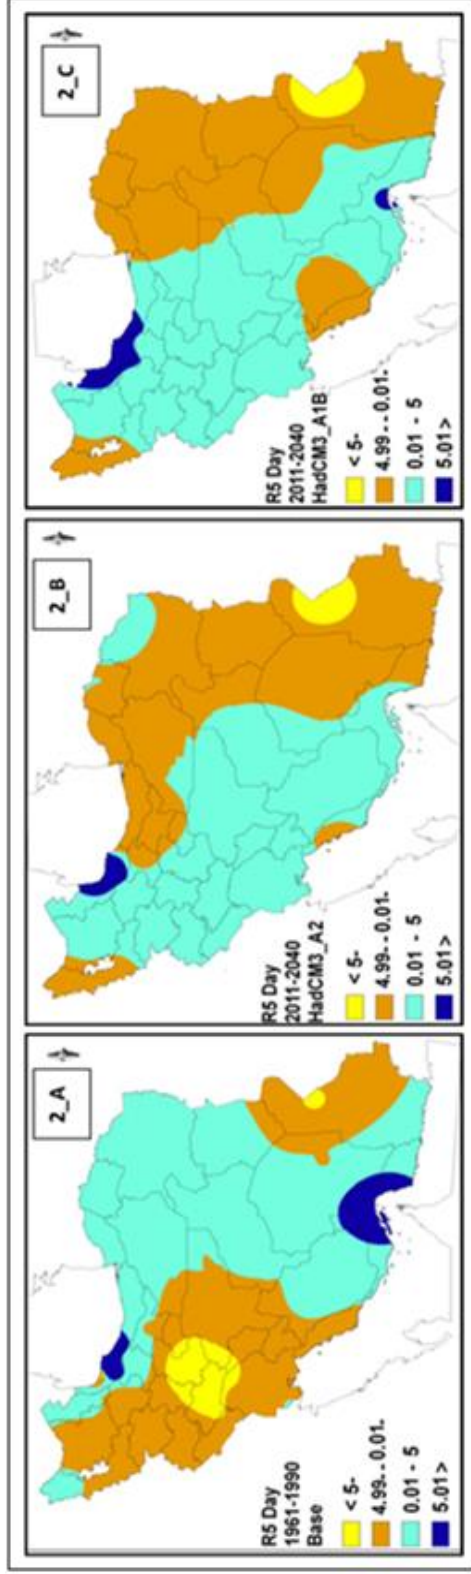 2_A
R5 Day
1961-1990
Base
< 5-
4.99- - 0.01-
0.01 - 5
5.01 >
2_B
R5 Day
2011-2040
HadCM3_A2
< 5-
4.99- - 0.01-
0.01 - 5
5.01 >
2_C
R5 Day
2011-2040
HadCM3_A1B
< 5-
4.99- - 0.01-
0.01 - 5
5.01 >